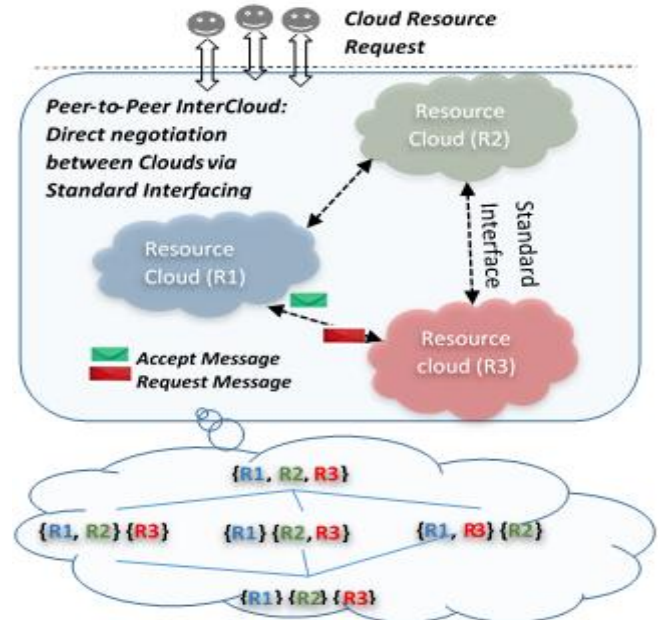 Cloud Resource
Request
Peer-to-Peer InterCloud:
Direct negotiation
between Clouds via
Standard Interfacing
Resource
Cloud (R2)
Resource
Cloud (R1)
Standard
Interface
Resource
cloud (R3)
Accept Message
Request Message
{R1, R2, R3}
{R1, R2} {R3} {R1} {R2, R3} {R1, R3} {R2}
{R1} {R2} {R3}